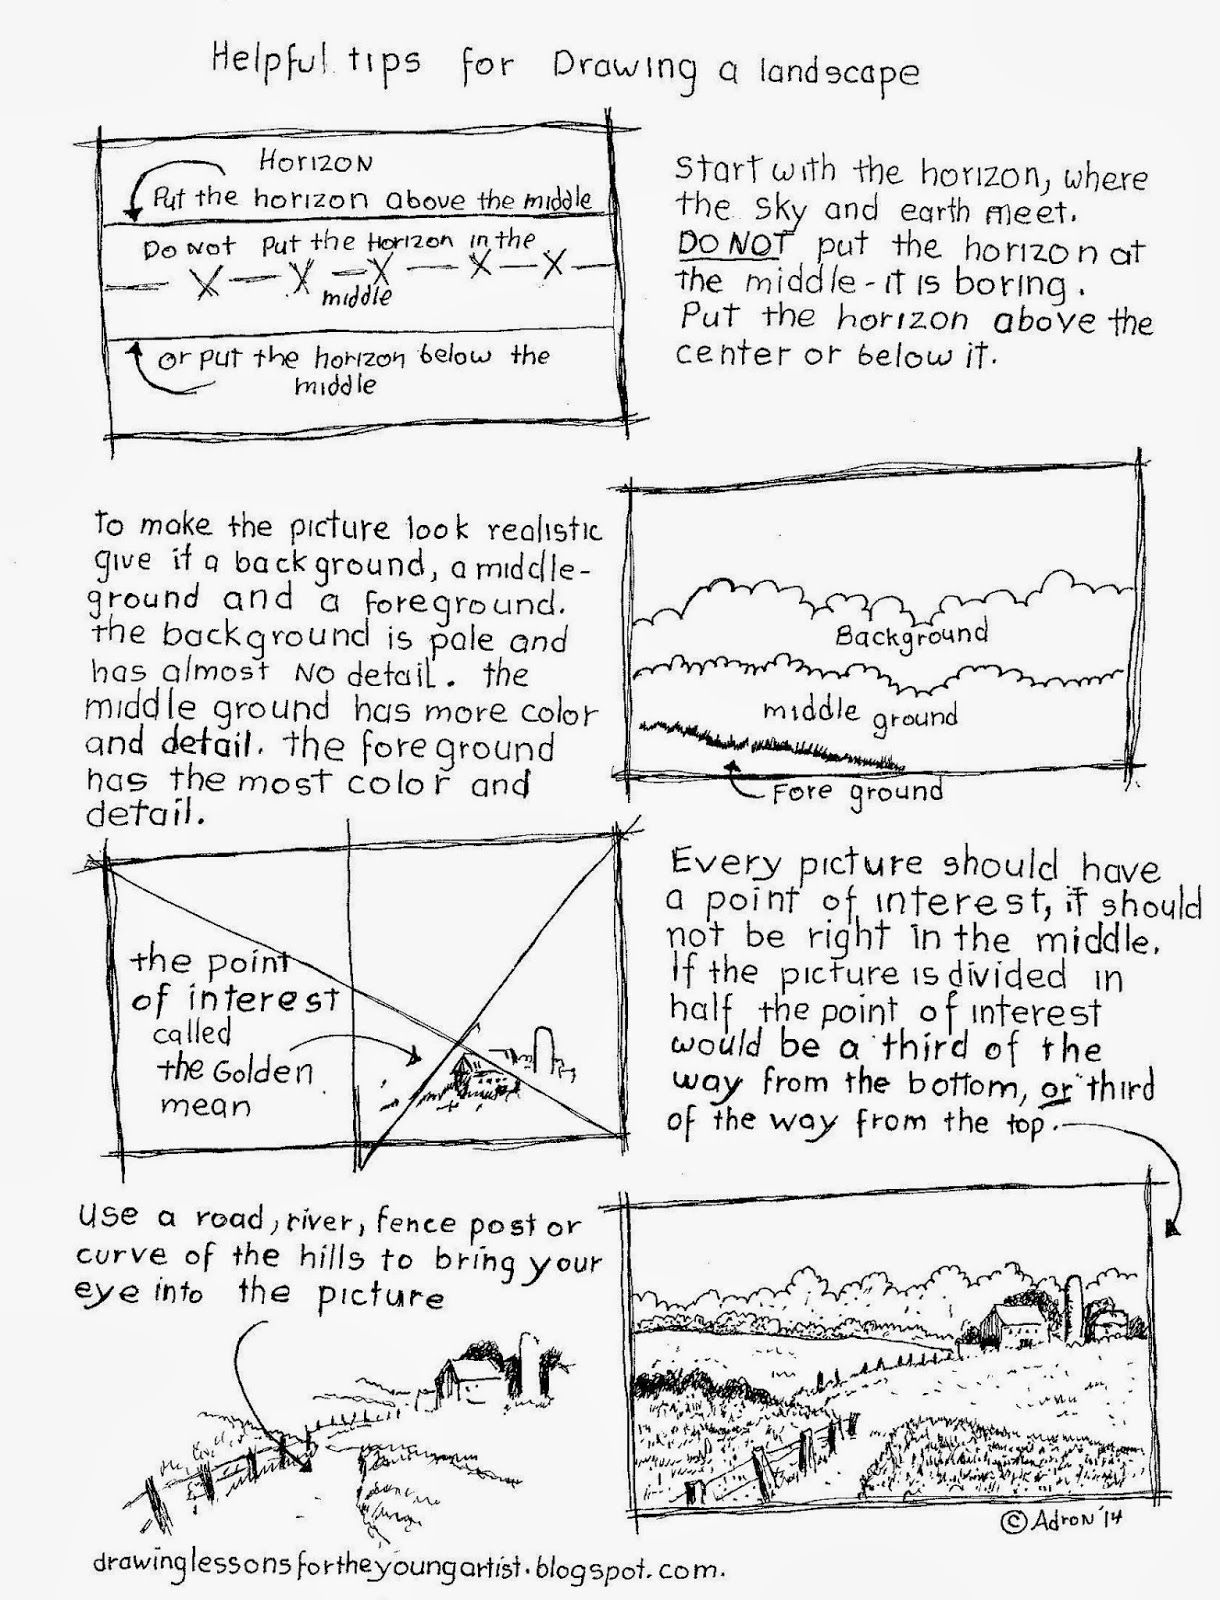 Helpful tips for Drawing a landscape
HORIZON
Put the horizon above the middle
Do Not put the Horizon in the
middle
or put the horizon below the
middle
Start with the horizon, where
the sky and earth meet.
DO NOT put the horizon at
the middle - it is boring.
Put the horizon above the
center or below it.
To make the picture look realistic
give it a background, a middle-
ground and a foreground.
the background is pale and
has almost no detail. the
middle ground has more color
and detail. the foreground
has the most color and
detail.
Background
middle ground
Fore ground
the point
of interest
called
the Golden
mean
Every picture should have
a point of interest, it should
not be right in the middle.
If the picture is divided in
half the point of interest
would be a third of the
way from the bottom, or third
of the way from the top.
Use a road, river, fence post or
curve of the hills to bring your
eye into the picture
© Adron '14
drawinglessonsfortheyoungartist.blogspot.com.